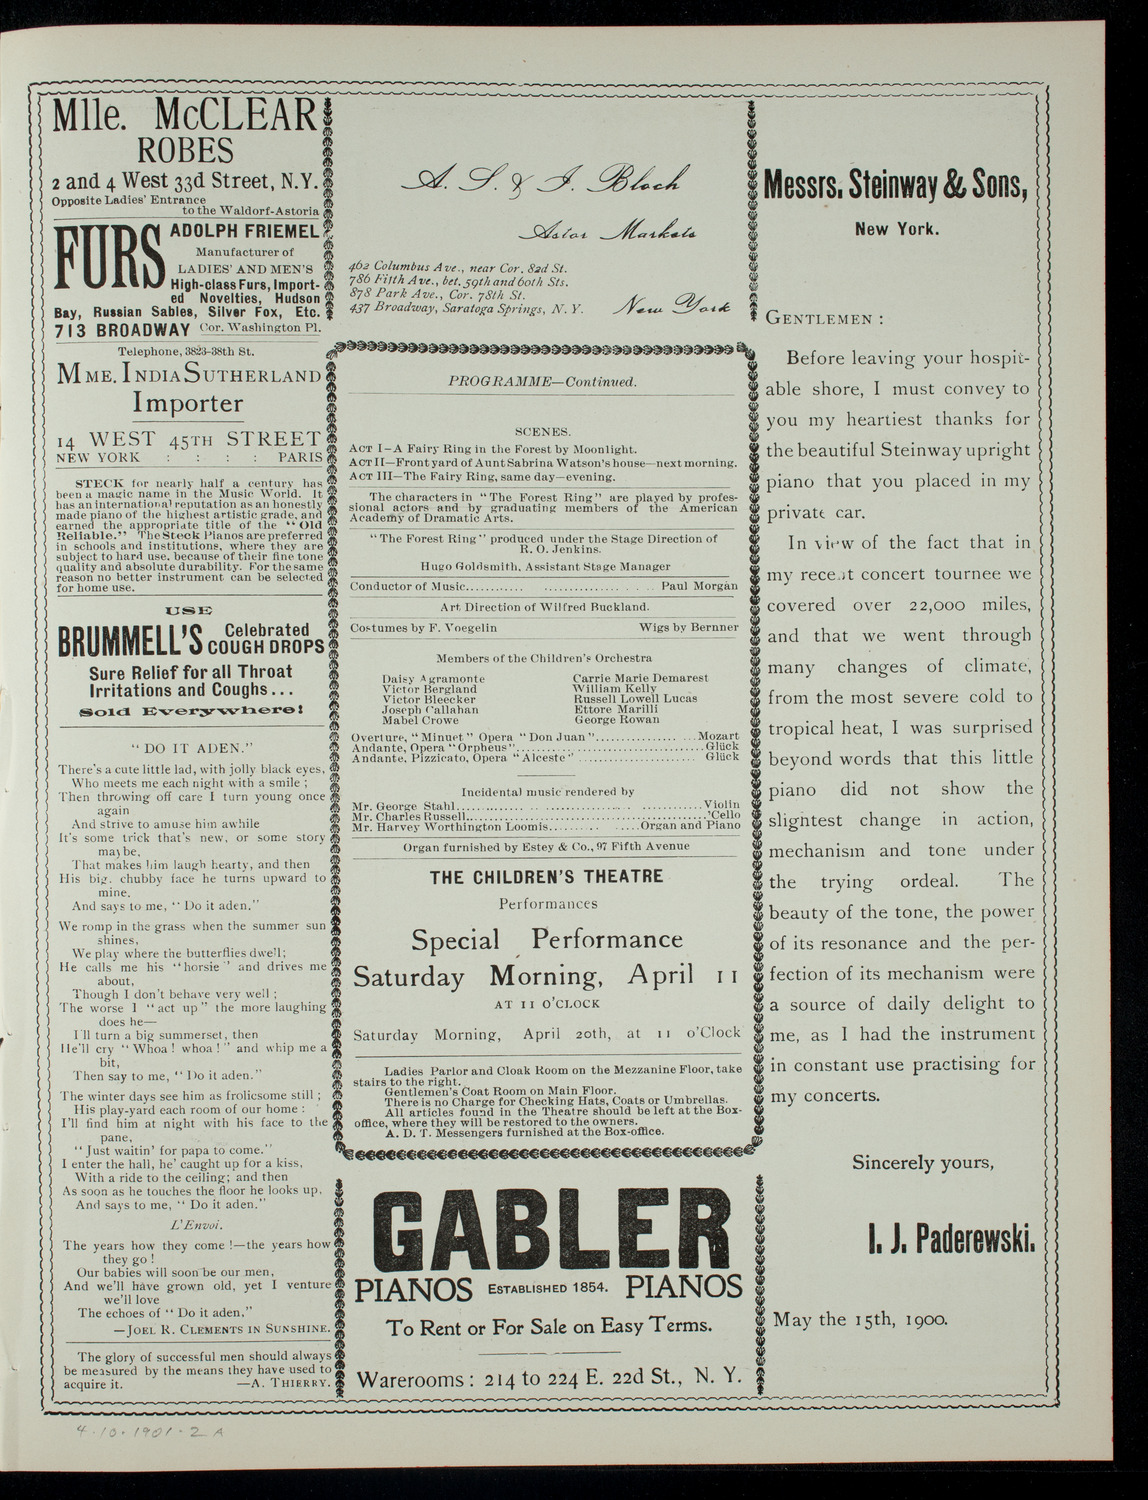 Mlle. McCLEAR
ROBES
2 and 4 West 33d Street, N.Y.
Opposite Ladies' Entrance
to the Waldorf-Astoria
FURS
ADOLPH FRIEMEL
Manufacturer of
LADIES' AND MEN'S
High-class Furs, Import-
ed Novelties, Hudson
Bay, Russian Sables, Silver Fox, Etc.
713 BROADWAY Cor. Washington Pl.
Telephone, 3823-38th St.
MME. INDIA SUTHERLAND
Importer
14 WEST 45TH STREET
NEW YORK : : : : PARIS
STECK for nearly half a century has
been a magic name in the Music World. It
has an international reputation as an honestly
made piano of the highest artistic grade, and
earned the appropriate title of the "Old
Reliable." The Steck Pianos are preferred
in schools and institutions, where they are
subject to hard use, because of their fine tone
quality and absolute durability. For the same
reason no better instrument can be selected
for home use.
USE
BRUMMELL'S Celebrated
COUGH DROPS
Sure Relief for all Throat
Irritations and Coughs...
Sold Everywhere!
"DO IT ADEN."
There's a cute little lad, with jolly black eyes,
Who meets me each night with a smile ;
Then throwing off care I turn young once
again
And strive to amuse him awhile
It's some trick that's new, or some story
maybe,
That makes him laugh hearty, and then
His big, chubby face he turns upward to
mine,
And says to me, "Do it aden."
We romp in the grass when the summer sun
shines,
We play where the butterflies dwell;
He calls me his "horsie" and drives me
about,
Though I don't behave very well ;
The worse I "act up" the more laughing
does he—
I'll turn a big summerset, then
He'll cry "Whoa! whoa!" and whip me a
bit,
Then say to me, "Do it aden."
The winter days see him as frolicsome still ;
His play-yard each room of our home :
I'll find him at night with his face to the
pane,
"Just waitin' for papa to come."
I enter the hall, he' caught up for a kiss,
With a ride to the ceiling; and then
As soon as he touches the floor he looks up,
And says to me, "Do it aden."
L'Envoi.
The years how they come!—the years how
they go!
Our babies will soon be our men,
And we'll have grown old, yet I venture
we'll love
The echoes of "Do it aden."
—JOEL R. CLEMENTS IN SUNSHINE.
The glory of successful men should always
be measured by the means they have used to
acquire it. —A. THIERRY.
A. S. & I. Bloch
Astor Markets
462 Columbus Ave., near Cor. 82d St.
786 Fifth Ave., bet. 59th and 60th Sts.
878 Park Ave., Cor. 78th St.
437 Broadway, Saratoga Springs, N. Y.
New York
PROGRAMME—Continued.
SCENES.
ACT I—A Fairy Ring in the Forest by Moonlight.
ACT II—Front yard of Aunt Sabrina Watson's house—next morning.
ACT III—The Fairy Ring, same day—evening.
The characters in "The Forest Ring" are played by profes-
sional actors and by graduating members of the American
Academy of Dramatic Arts.
"The Forest Ring" produced under the Stage Direction of
R. O. Jenkins.
Hugo Goldsmith, Assistant Stage Manager
Conductor of Music.......... Paul Morgan
Art Direction of Wilfred Buckland.
Costumes by F. Voegelin Wigs by Bernner
Members of the Children's Orchestra
Daisy Agramonte Carrie Marie Demarest
Victor Bergland William Kelly
Victor Bleecker Russell Lowell Lucas
Joseph Callahan Ettore Marilli
Mabel Crowe George Rowan
Overture, "Minuet" Opera "Don Juan"..........Mozart
Andante, Opera "Orpheus"..........Glück
Andante, Pizzicato, Opera "Alceste"..........Glück
Incidental music rendered by
Mr. George Stahl..........Violin
Mr. Charles Russell..........'Cello
Mr. Harvey Worthington Loomis..........Organ and Piano
Organ furnished by Estey & Co., 97 Fifth Avenue
THE CHILDREN'S THEATRE
Performances
Special Performance
Saturday Morning, April 11
AT 11 O'CLOCK
Saturday Morning, April 20th, at 11 o'Clock
Ladies Parlor and Cloak Room on the Mezzanine Floor, take
stairs to the right.
Gentlemen's Coat Room on Main Floor.
There is no Charge for Checking Hats, Coats or Umbrellas.
All articles found in the Theatre should be left at the Box-
office, where they will be restored to the owners.
A. D. T. Messengers furnished at the Box-office.
GABLER
PIANOS ESTABLISHED 1854. PIANOS
To Rent or For Sale on Easy Terms.
Warerooms: 214 to 224 E. 22d St., N. Y.
Messrs. Steinway & Sons,
New York.
GENTLEMEN :
Before leaving your hospit-
able shore, I must convey to
you my heartiest thanks for
the beautiful Steinway upright
piano that you placed in my
private car.
In view of the fact that in
my recent concert tournee we
covered over 22,000 miles,
and that we went through
many changes of climate,
from the most severe cold to
tropical heat, I was surprised
beyond words that this little
piano did not show the
slightest change in action,
mechanism and tone under
the trying ordeal. The
beauty of the tone, the power
of its resonance and the per-
fection of its mechanism were
a source of daily delight to
me, as I had the instrument
in constant use practising for
my concerts.
Sincerely yours,
I. J. Paderewski.
May the 15th, 1900.
4·10·1901·2 A